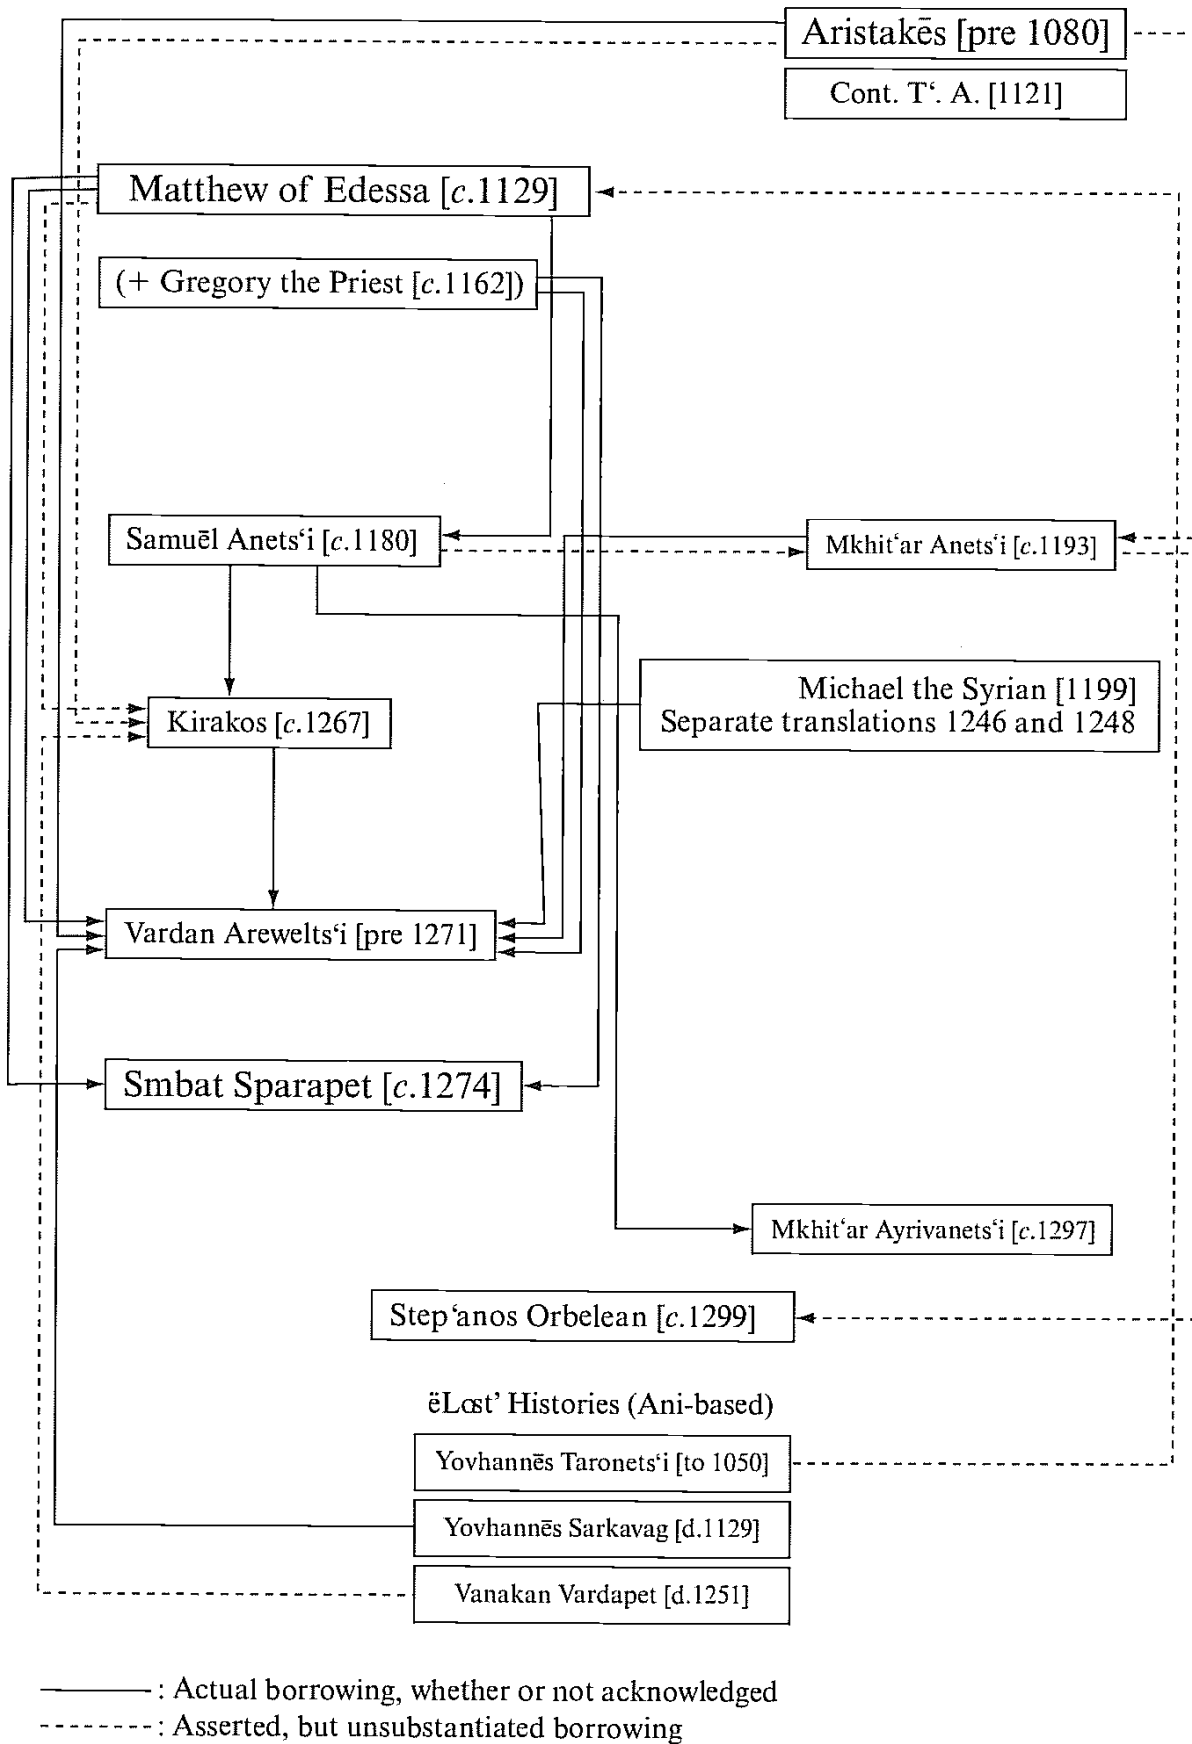 Aristakēs [pre 1080]
Cont. T‘. A. [1121]
Matthew of Edessa [c.1129]
(+ Gregory the Priest [c.1162])
Samuēl Anets‘i [c.1180]
Mkhit‘ar Anets‘i [c.1193]
Michael the Syrian [1199]
Separate translations 1246 and 1248
Kirakos [c.1267]
Vardan Arewelts‘i [pre 1271]
Smbat Sparapet [c.1274]
Mkhit‘ar Ayrivanets‘i [c.1297]
Step‘anos Orbelean [c.1299]
ëLost’ Histories (Ani-based)
Yovhannēs Taronets‘i [to 1050]
Yovhannēs Sarkavag [d.1129]
Vanakan Vardapet [d.1251]
: Actual borrowing, whether or not acknowledged
: Asserted, but unsubstantiated borrowing